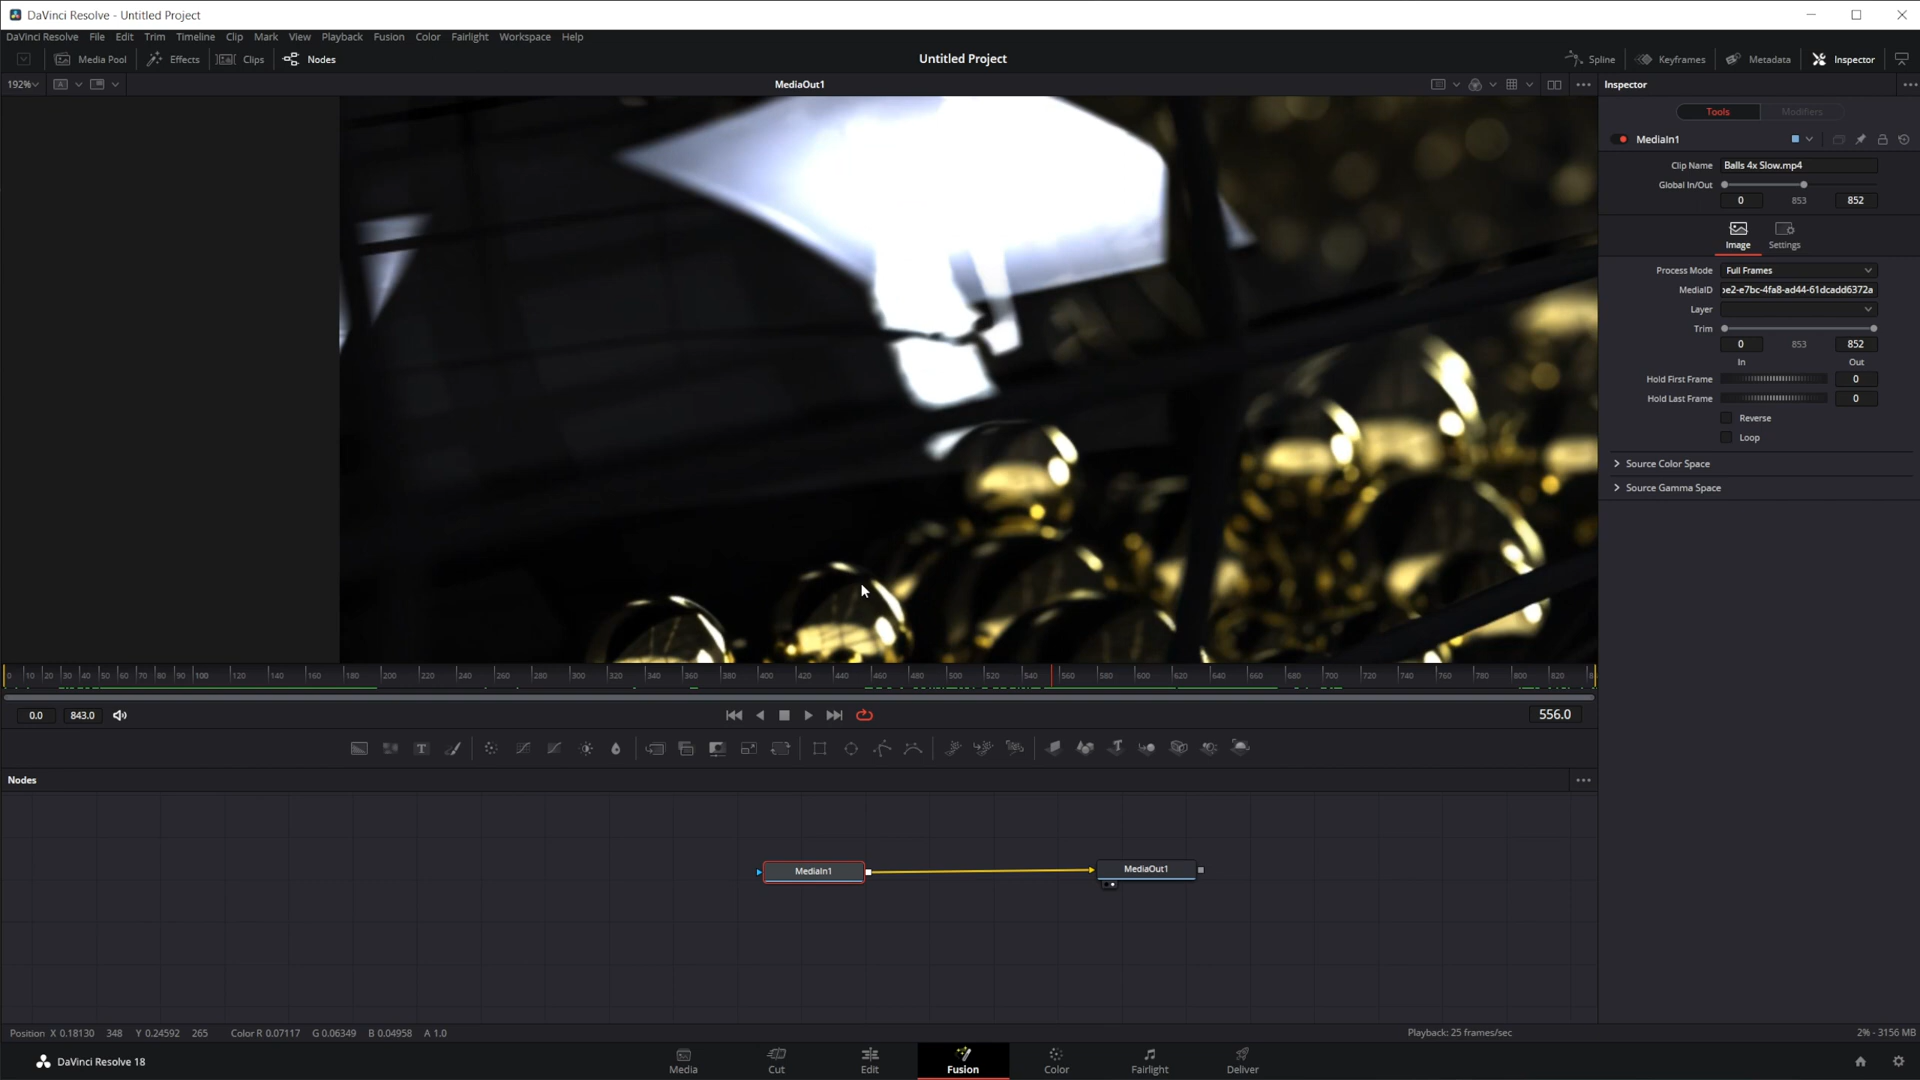 DaVinci Resolve - Untitled Project
DaVinci Resolve File Edit Trim Timeline Clip Mark View Playback Fusion Color Fairlight Workspace Help
Media Pool Effects Clips Nodes Untitled Project Spline Keyframes Metadata Inspector
192% MediaOut1 Inspector
Tools Modifiers
MediaIn1
Clip Name Balls 4x Slow.mp4
Global In/Out
0 853 852
Image Settings
Process Mode Full Frames
MediaID e2-e7bc-4fa8-ad44-61dcadd6372a
Layer
Trim
0 853 852
In Out
Hold First Frame 0
Hold Last Frame 0
Reverse
Loop
Source Color Space
Source Gamma Space
0 10 20 30 40 50 60 70 80 90 100 120 140 160 180 200 220 240 260 280 300 320 340 360 380 400 420 440 460 480 500 520 540 560 580 600 620 640 660 680 700 720 740 760 780 800 820
0.0 843.0 556.0
Nodes
MediaIn1 MediaOut1
Position X 0.18130 348 Y 0.24592 265 Color R 0.07117 G 0.06349 B 0.04958 A 1.0 Playback: 25 frames/sec 2% - 3156 MB
DaVinci Resolve 18 Media Cut Edit Fusion Color Fairlight Deliver